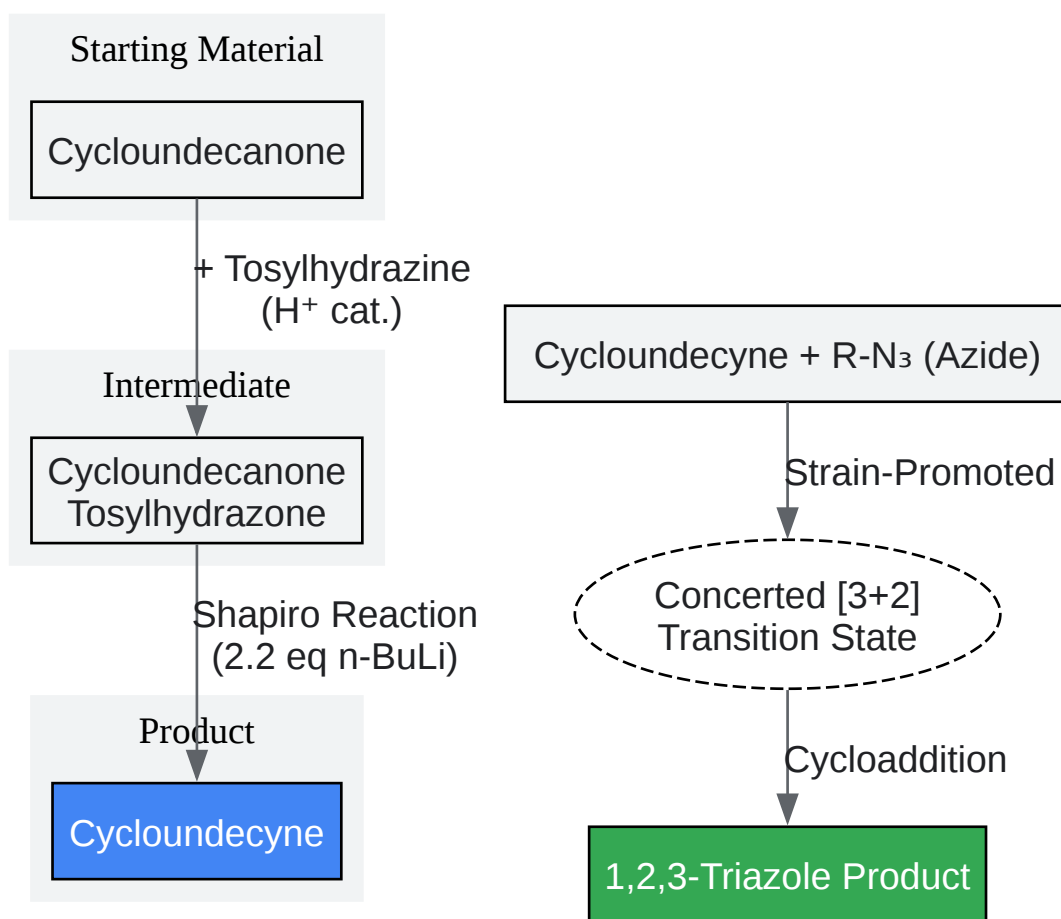 Starting Material
Cycloundecanone
+ Tosylhydrazine
(H⁺ cat.)
Intermediate
Cycloundecanone
Tosylhydrazone
Shapiro Reaction
(2.2 eq n-BuLi)
Product
Cycloundecyne
Cycloundecyne + R-N₃ (Azide)
Strain-Promoted
Concerted [3+2]
Transition State
Cycloaddition
1,2,3-Triazole Product